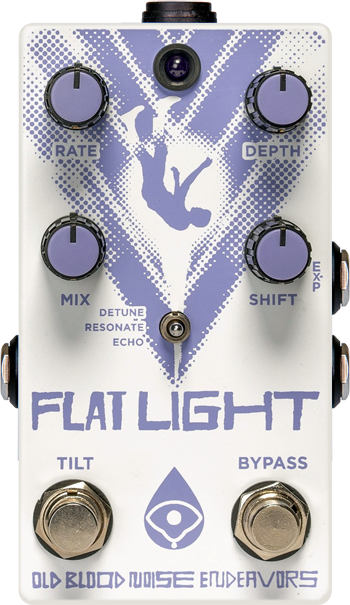 RATE DEPTH
MIX SHIFT
EXP
DETUNE
RESONATE
ECHO
FLAT LIGHT
TILT BYPASS
OLD BLOOD NOISE ENDEAVORS